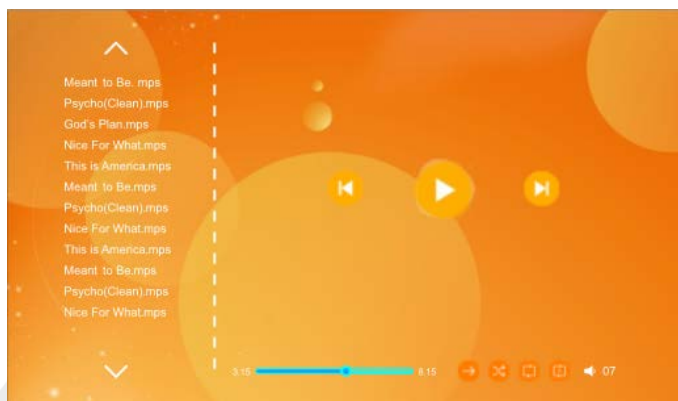 Meant to Be. mps
Psycho(Clean).mps
God's Plan.mps
Nice For What.mps
This is America.mps
Meant to Be.mps
Psycho(Clean).mps
Nice For What.mps
This is America.mps
Meant to Be.mps
Psycho(Clean).mps
Nice For What.mps
3:15 8:15 07